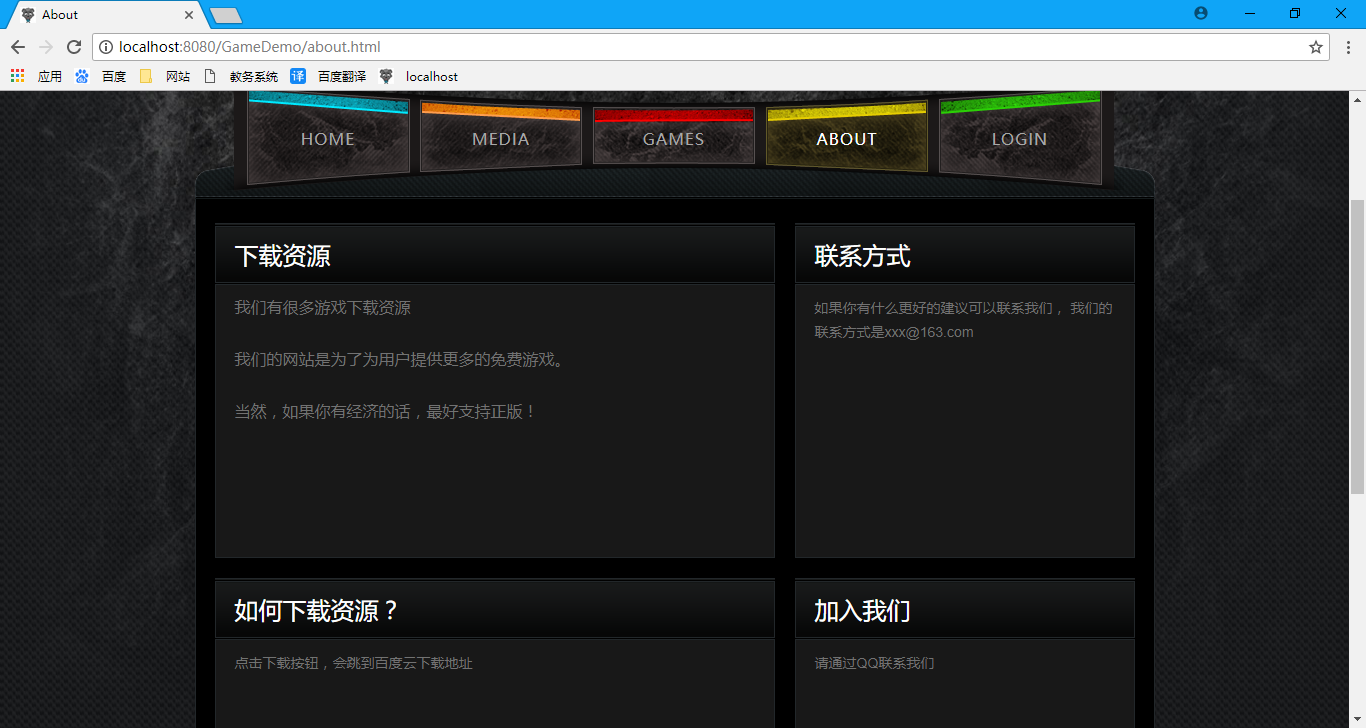 About
localhost:8080/GameDemo/about.html
应用 百度 网站 教务系统 译 百度翻译 localhost
HOME MEDIA GAMES ABOUT LOGIN
下载资源
我们有很多游戏下载资源
我们的网站是为了为用户提供更多的免费游戏。
当然，如果你有经济的话，最好支持正版！
联系方式
如果你有什么更好的建议可以联系我们， 我们的
联系方式是xxx@163.com
如何下载资源？
点击下载按钮，会跳到百度云下载地址
加入我们
请通过QQ联系我们